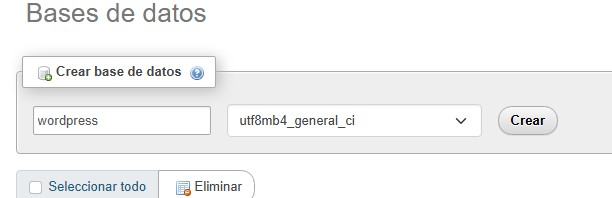 Bases de datos
Crear base de datos
wordpress utf8mb4_general_ci Crear
Seleccionar todo Eliminar